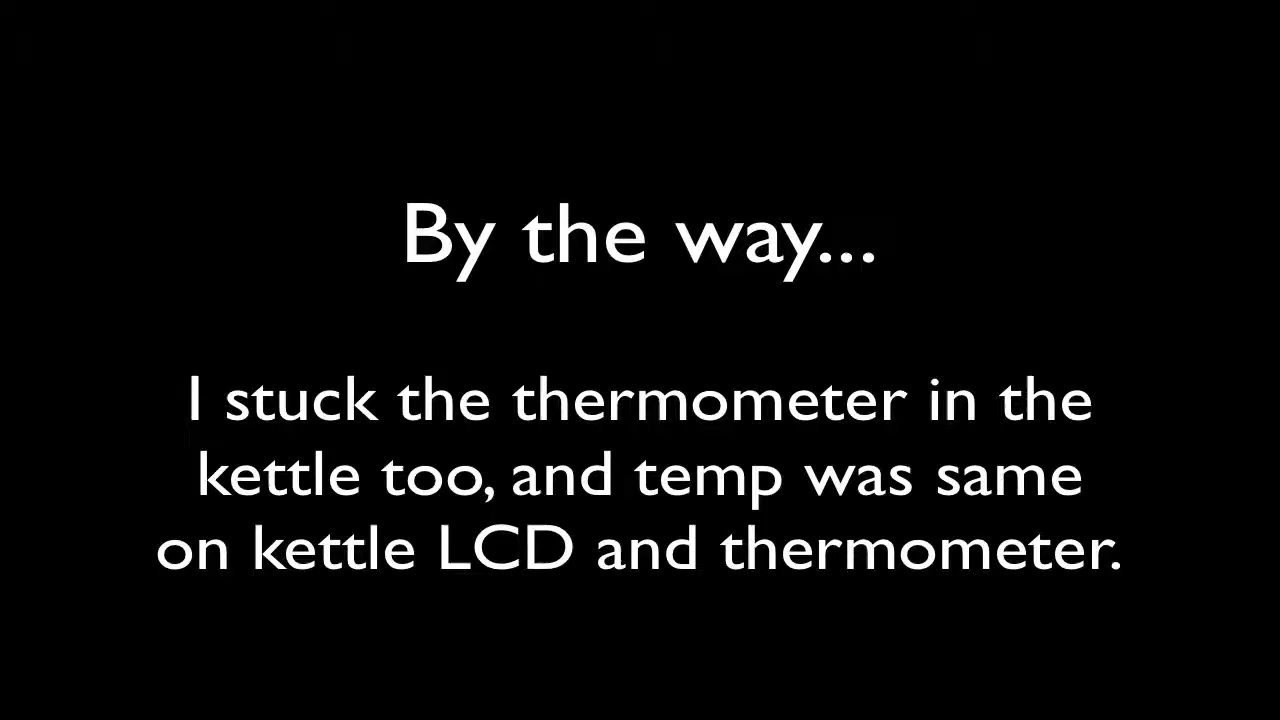 By the way...
I stuck the thermometer in the
kettle too, and temp was same
on kettle LCD and thermometer.